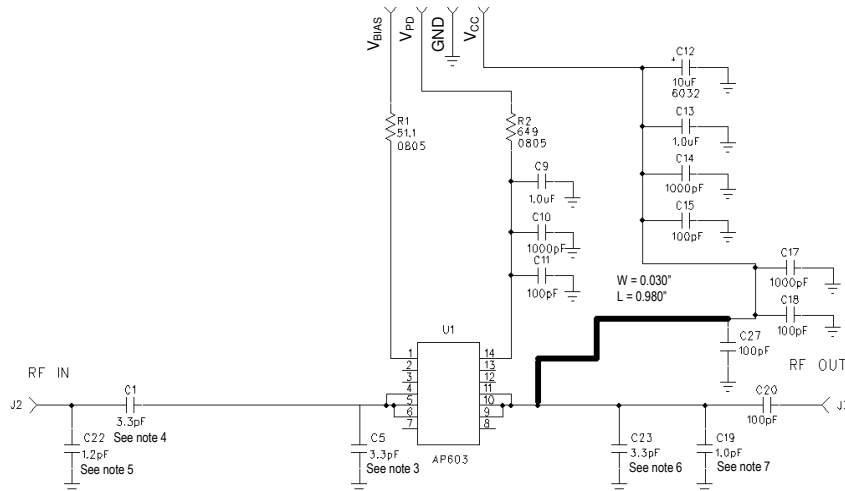 VBIAS
VPD
GND
VCC
C12
+
10uF
6032
R1
51.1
0805
R2
649
0805
C13
1.0uF
C9
1.0uF
C14
1000pF
C10
1000pF
C15
100pF
C11
100pF
W = 0.030"
L = 0.980"
C17
1000pF
C18
100pF
U1
C27
100pF
1
2
3
4
5
6
7
14
13
12
11
10
9
8
RF IN
RF OUT
J2
C1
3.3pF
See note 4
C20
100pF
J
C22
1.2pF
See note 5
C5
3.3pF
See note 3
AP603
C23
3.3pF
See note 6
C19
1.0pF
See note 7